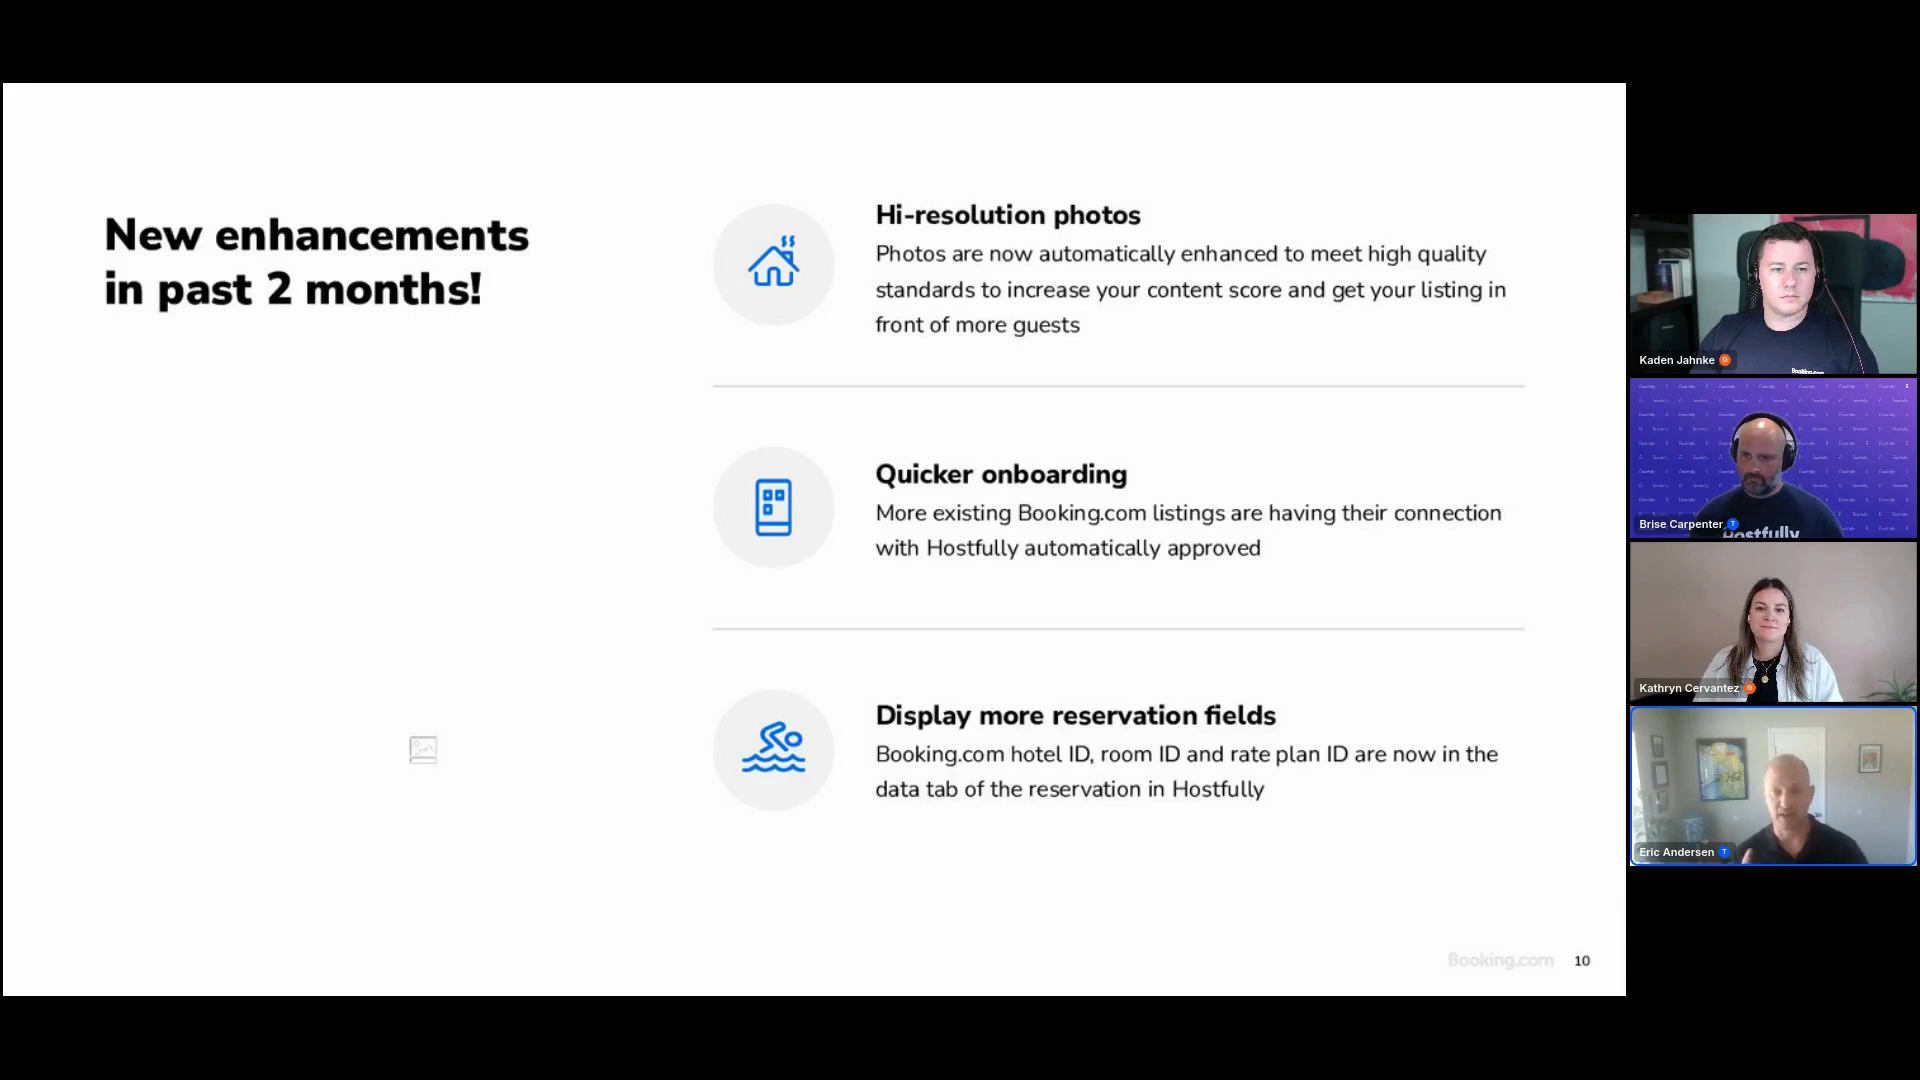 New enhancements
in past 2 months!
Hi-resolution photos
Photos are now automatically enhanced to meet high quality
standards to increase your content score and get your listing in
front of more guests
Quicker onboarding
More existing Booking.com listings are having their connection
with Hostfully automatically approved
Display more reservation fields
Booking.com hotel ID, room ID and rate plan ID are now in the
data tab of the reservation in Hostfully
Booking.com 10
Kaden Jahnke G
Booking.com
Brise Carpenter T
Hostfully
Kathryn Cervantez G
Eric Andersen T